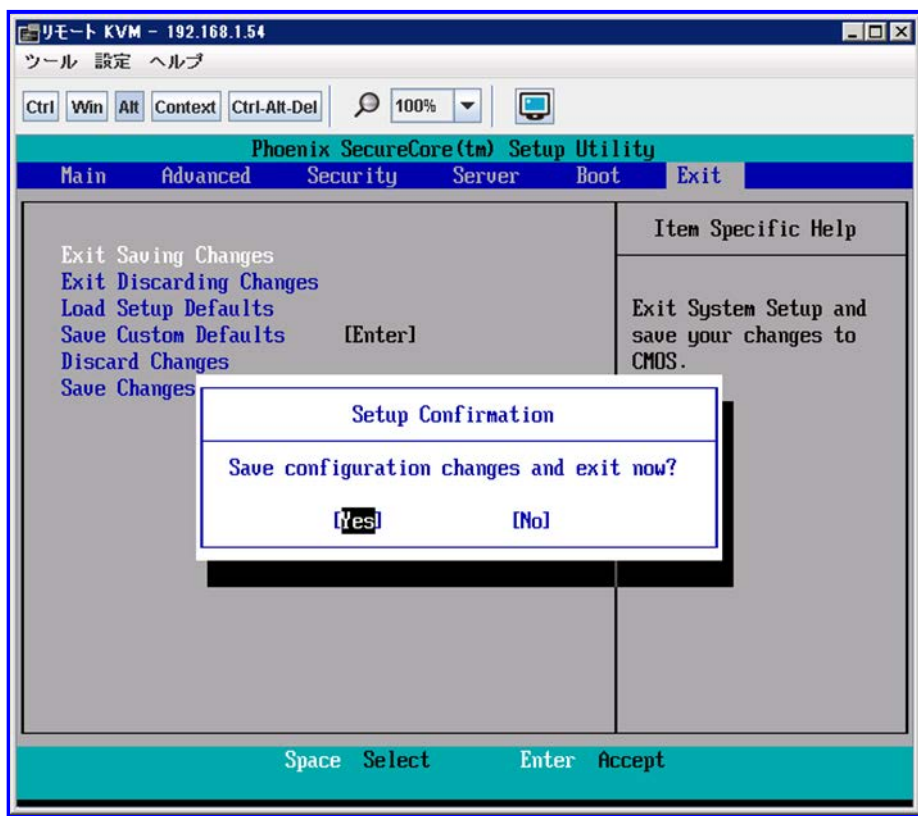 リモート KVM - 192.168.1.54
ツール 設定 ヘルプ
Ctrl Win Alt Context Ctrl-Alt-Del 100%
Phoenix SecureCore(tm) Setup Utility
Main Advanced Security Server Boot Exit
Exit Saving Changes
Exit Discarding Changes
Load Setup Defaults
Save Custom Defaults [Enter]
Discard Changes
Save Changes
Item Specific Help
Exit System Setup and
save your changes to
CMOS.
Setup Confirmation
Save configuration changes and exit now?
[Yes] [No]
Space Select Enter Accept